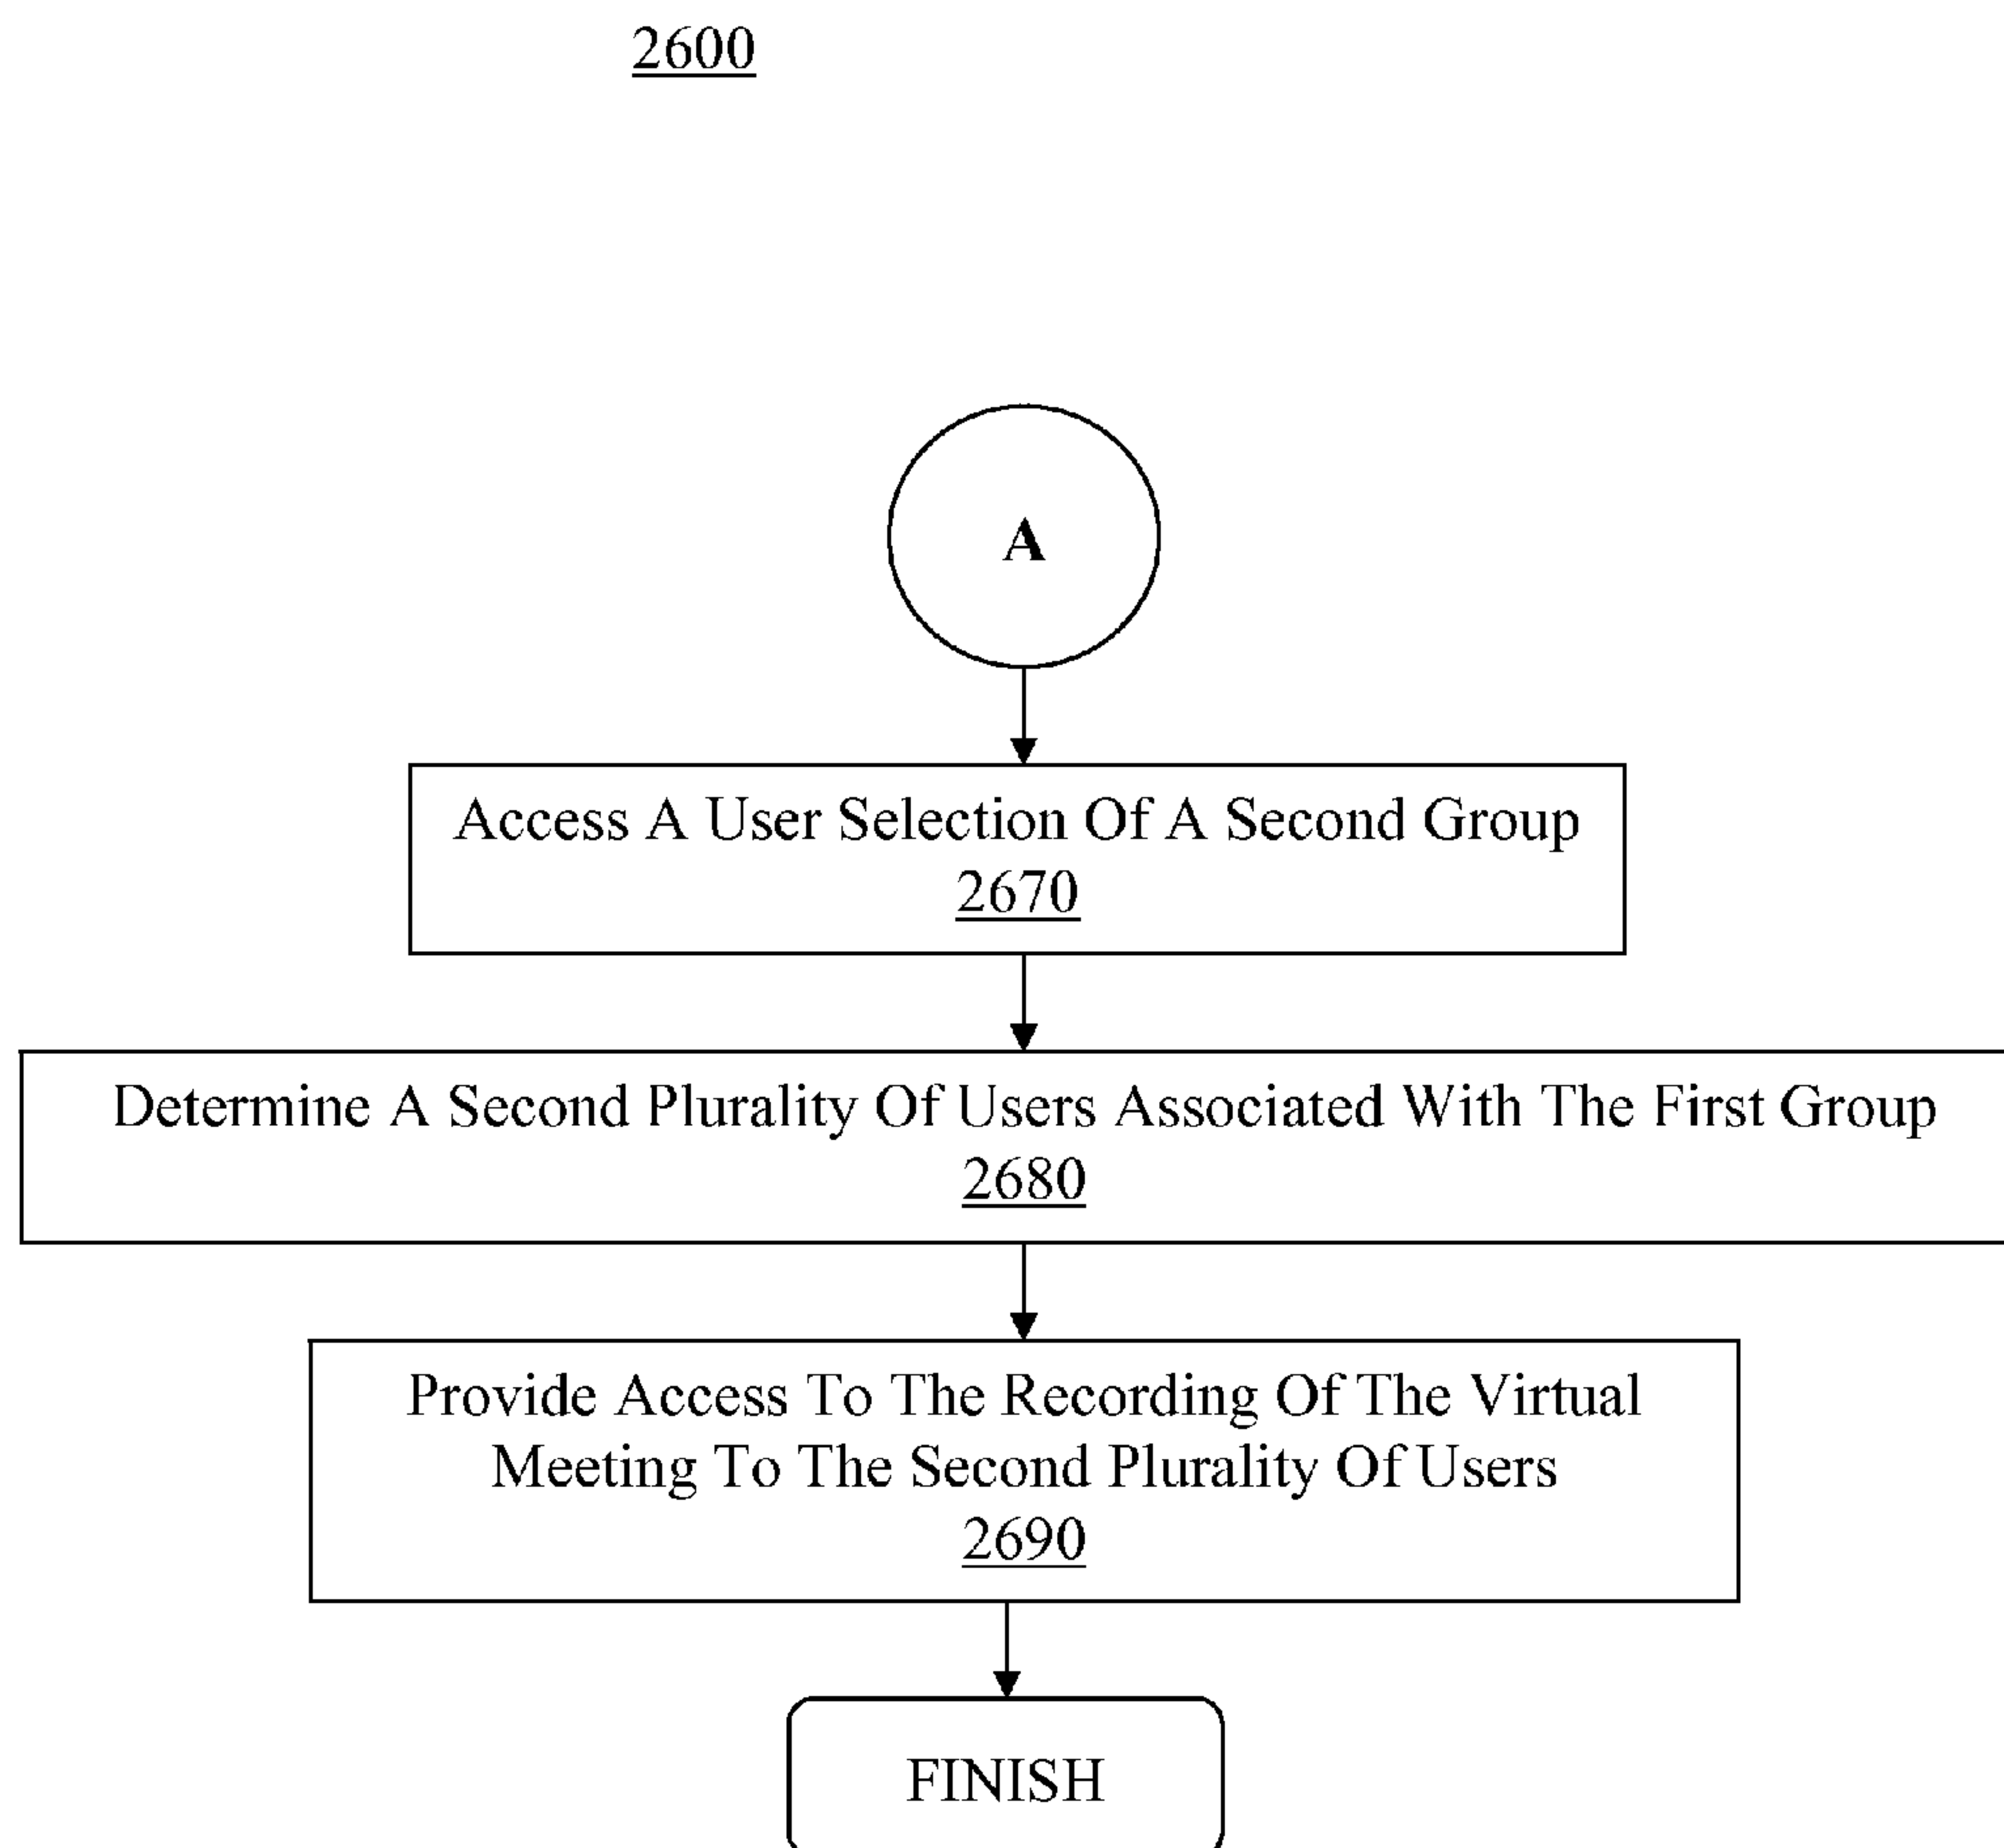 2600
A
Access A User Selection Of A Second Group
2670
Determine A Second Plurality Of Users Associated With The First Group
2680
Provide Access To The Recording Of The Virtual
Meeting To The Second Plurality Of Users
2690
FINISH